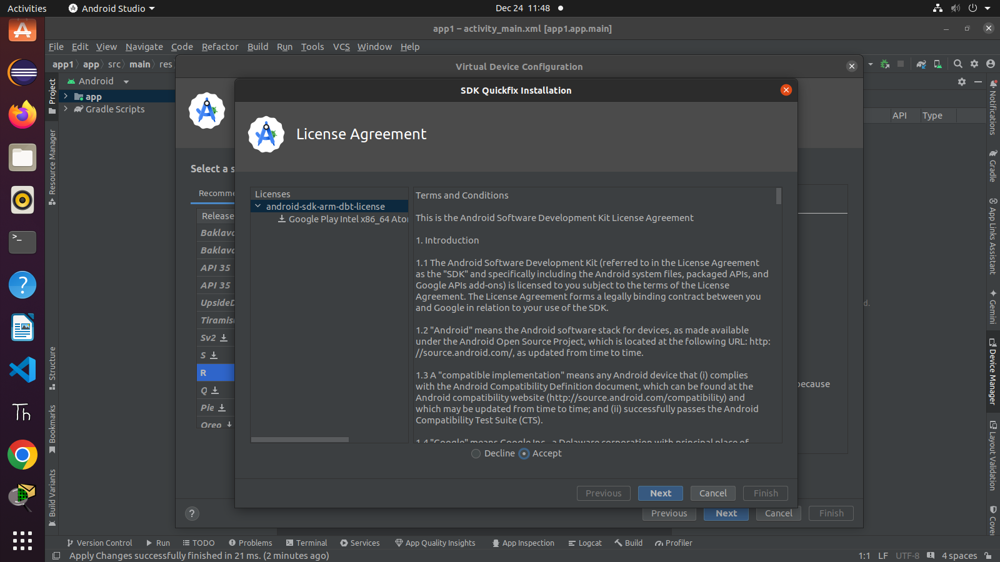 Activities
Android Studio
Dec 24 11:48
app1 – activity_main.xml [app1.app.main]
File Edit View Navigate Code Refactor Build Run Tools VCS Window Help
app1 app src main res
Virtual Device Configuration
Android
SDK Quickfix Installation
app
Gradle Scripts
API Type
License Agreement
Select a s
Recomme
Release
Baklava
Baklava
API 35
API 35
UpsideD
Tiramisu
Sv2
S
R
Q
Pie
Oreo
Licenses
android-sdk-arm-dbt-license
Google Play Intel x86_64 Ato
Terms and Conditions
This is the Android Software Development Kit License Agreement
1. Introduction
1.1 The Android Software Development Kit (referred to in the License Agreement
as the "SDK" and specifically including the Android system files, packaged APIs, and
Google APIs add-ons) is licensed to you subject to the terms of the License
Agreement. The License Agreement forms a legally binding contract between you
and Google in relation to your use of the SDK.
1.2 "Android" means the Android software stack for devices, as made available
under the Android Open Source Project, which is located at the following URL: http:
//source.android.com/, as updated from time to time.
1.3 A "compatible implementation" means any Android device that (i) complies
with the Android Compatibility Definition document, which can be found at the
Android compatibility website (http://source.android.com/compatibility) and
which may be updated from time to time; and (ii) successfully passes the Android
Compatibility Test Suite (CTS).
1.4 "Google" means Google Inc., a Delaware corporation with principal place of
d.
because
Decline Accept
Previous Next Cancel Finish
? Previous Next Cancel Finish
Project
Resource Manager
Structure
Bookmarks
Build Variants
Notifications
Gradle
App Links Assistant
Gemini
Device Manager
Layout Validation
Cover
Version Control Run TODO Problems Terminal Services App Quality Insights App Inspection Logcat Build Profiler
Apply Changes successfully finished in 21 ms. (2 minutes ago)
1:1 LF UTF-8 4 spaces